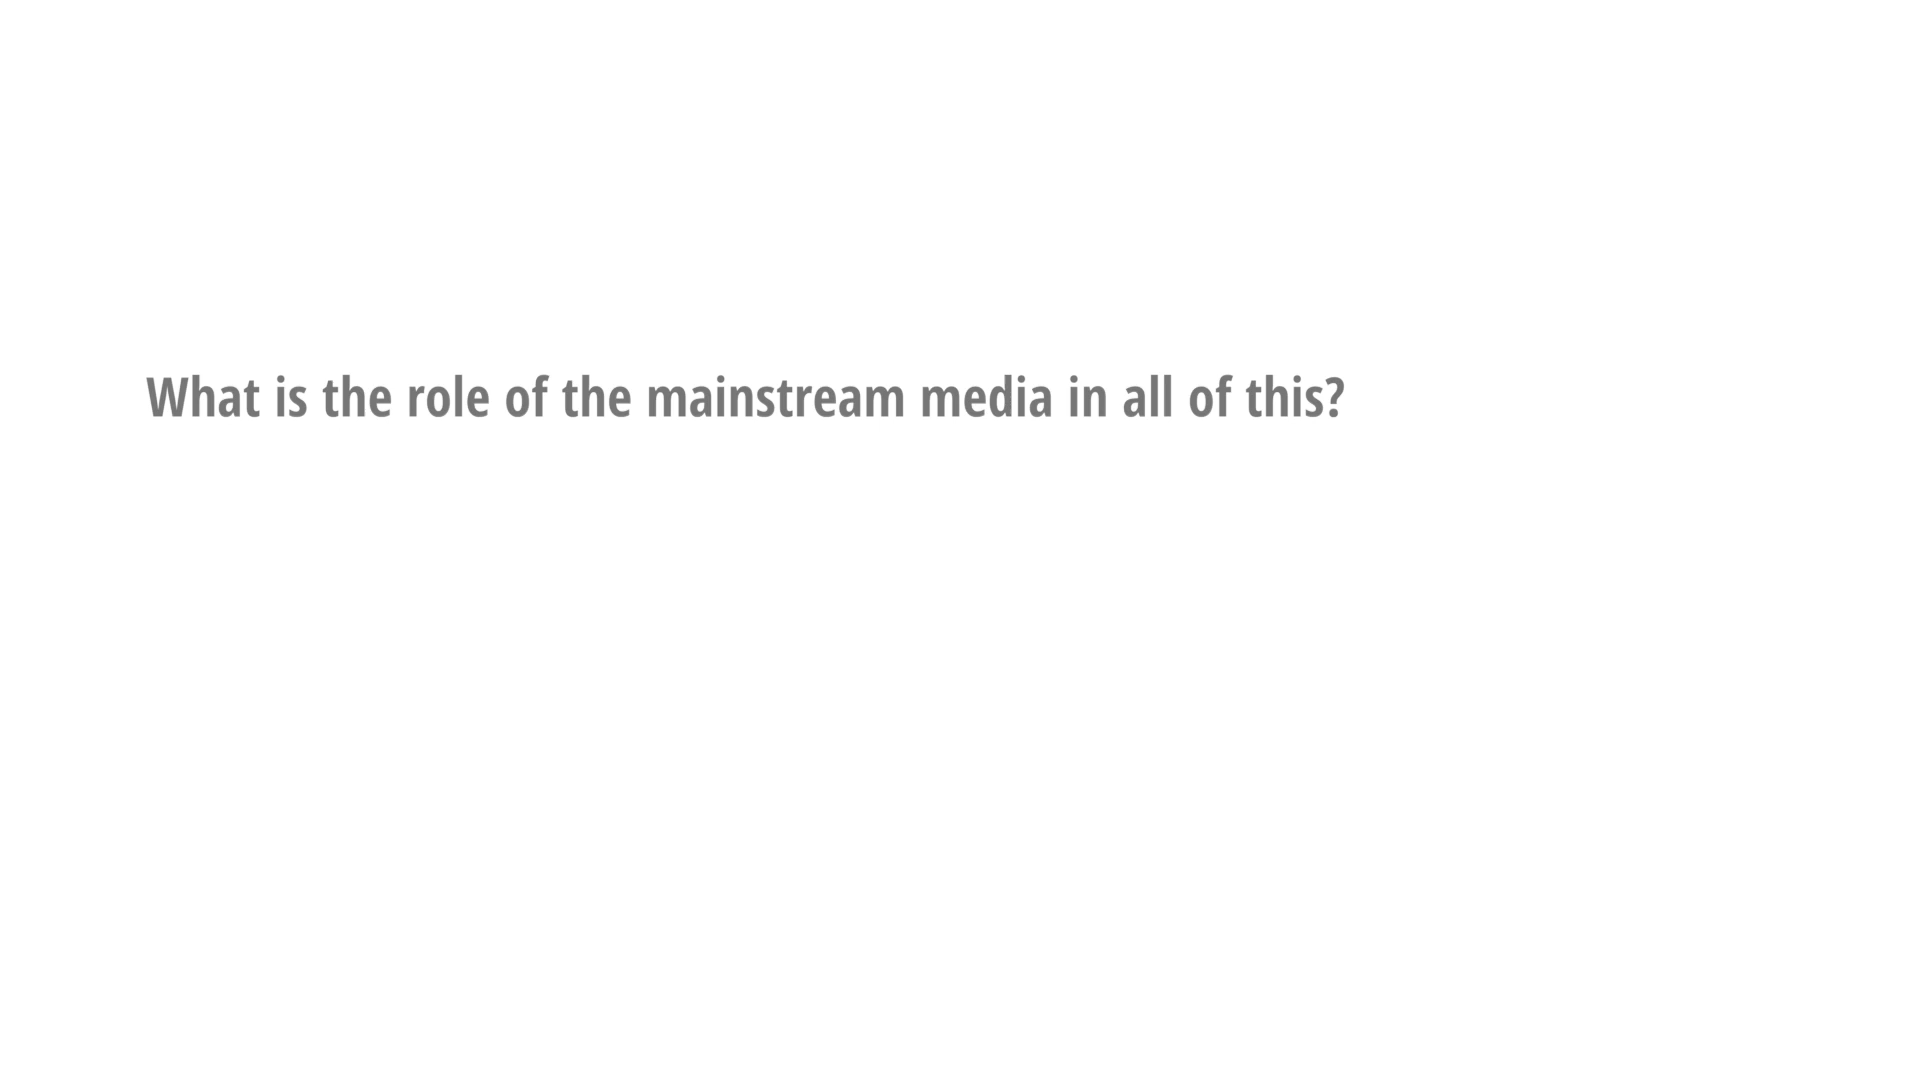 What is the role of the mainstream media in all of this?